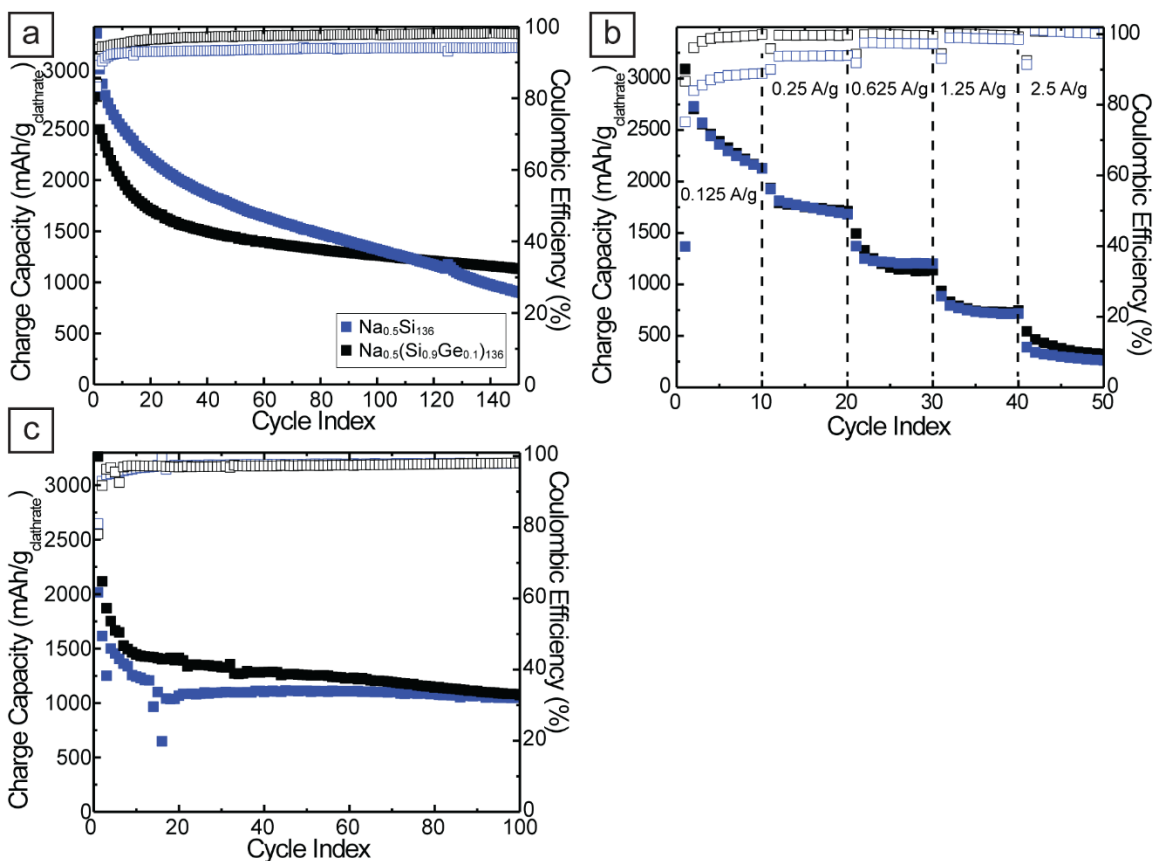 a
Charge Capacity (mAh/g_clathrate)
3000
2500
2000
1500
1000
500
0
0 20 40 60 80 100 120 140
Cycle Index
100
80
60
40
20
0
Coulombic Efficiency (%)
Na0.5Si136
Na0.5(Si0.9Ge0.1)136
b
Charge Capacity (mAh/g_clathrate)
3500
3000
2500
2000
1500
1000
500
0
0 10 20 30 40 50
Cycle Index
100
80
60
40
20
0
Coulombic Efficiency (%)
0.125 A/g
0.25 A/g
0.625 A/g
1.25 A/g
2.5 A/g
c
Charge Capacity (mAh/g_clathrate)
3000
2500
2000
1500
1000
500
0
0 20 40 60 80 100
Cycle Index
100
80
60
40
20
0
Coulombic Efficiency (%)